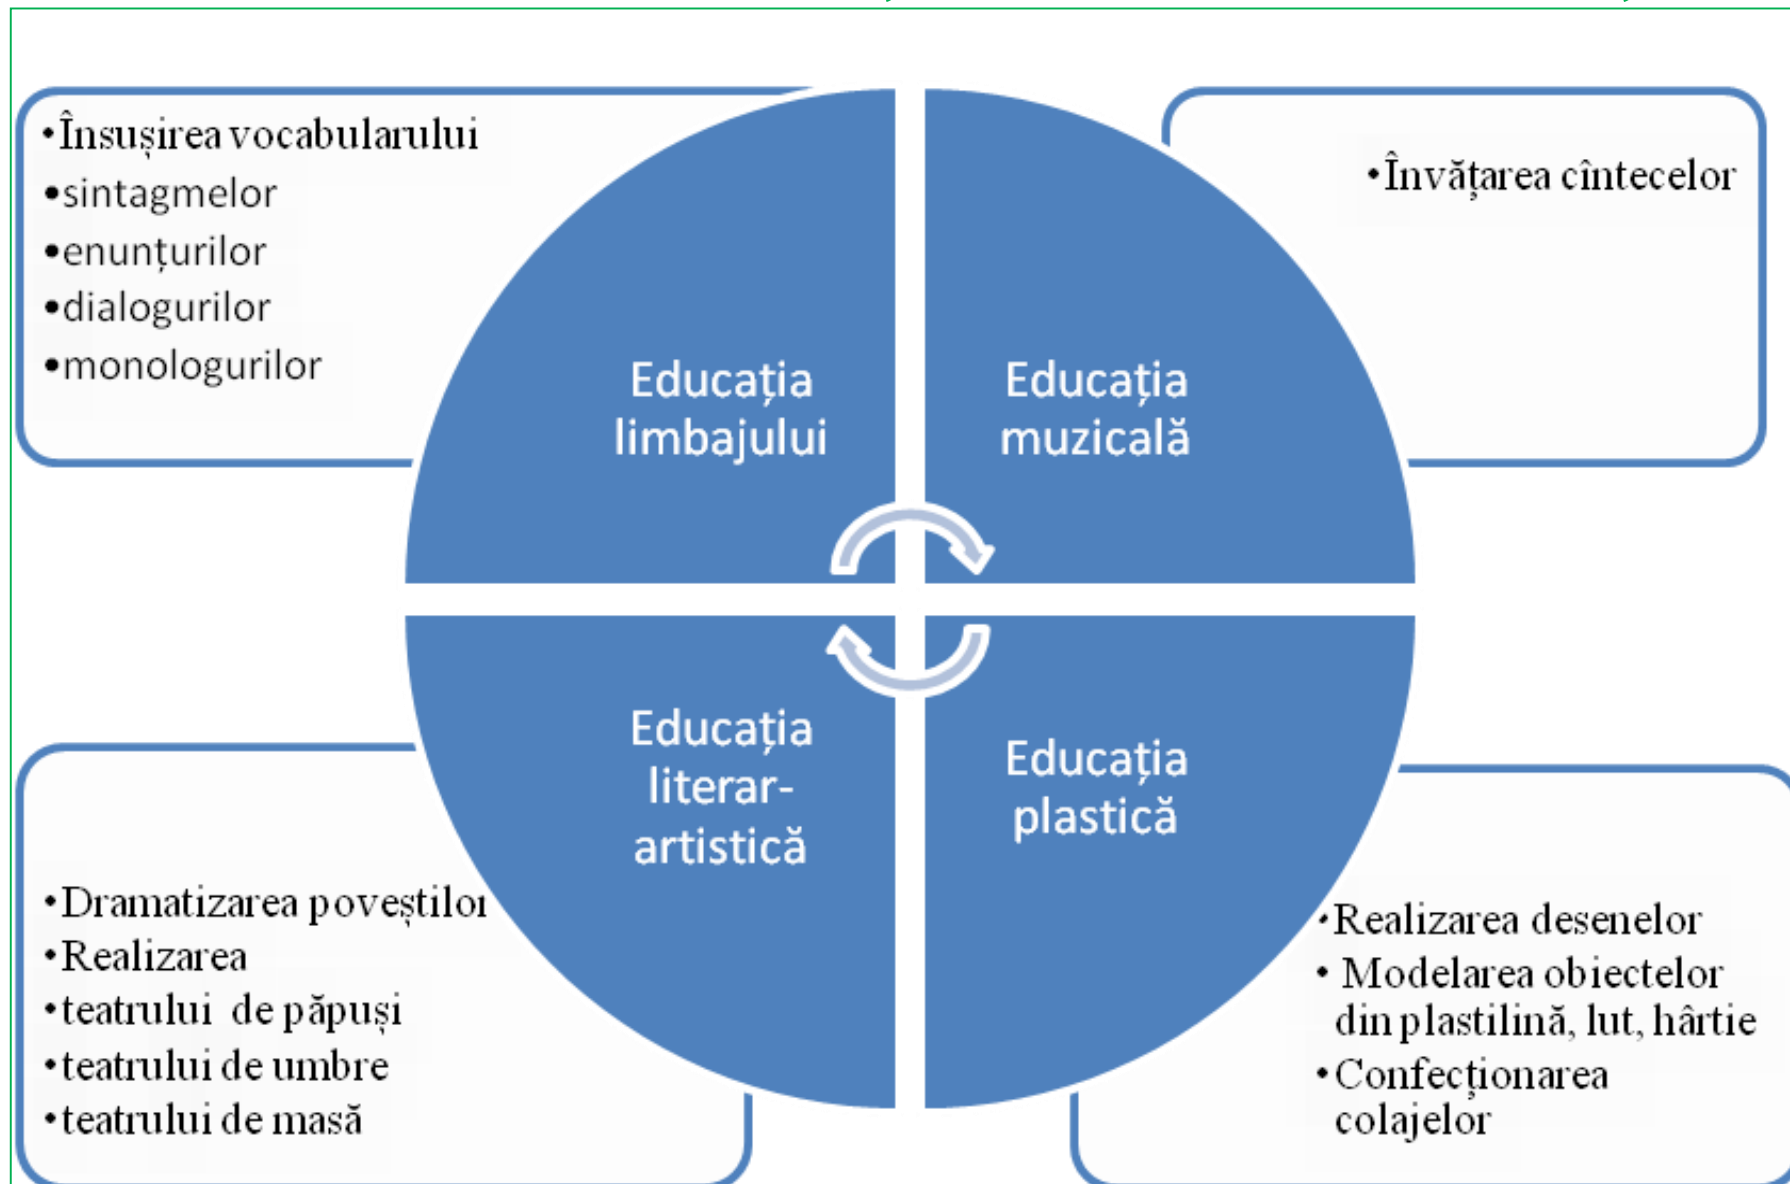 •Însușirea vocabularului
•sintagmelor
•enunțurilor
•dialogurilor
•monologurilor
•Învățarea cîntecelor
Educația
limbajului
Educația
muzicală
Educația
literar-
artistică
Educația
plastică
•Dramatizarea poveștilor
•Realizarea
•teatrului de păpuși
•teatrului de umbre
•teatrului de masă
•Realizarea desenelor
• Modelarea obiectelor
din plastilină, lut, hârtie
•Confecționarea
colajelor